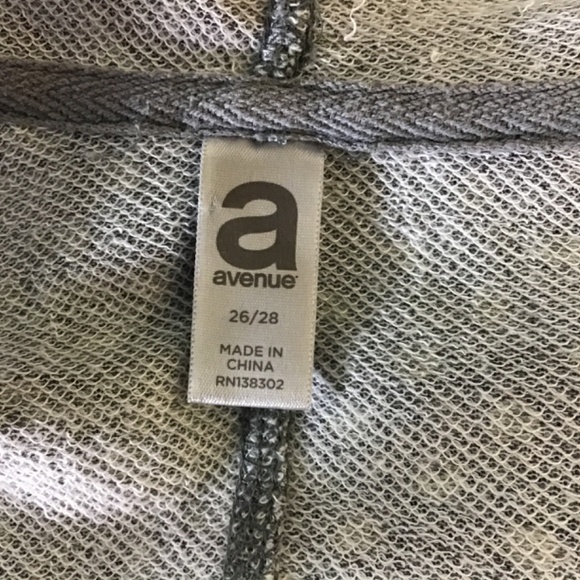 a
avenue
26/28
MADE IN
CHINA
RN138302